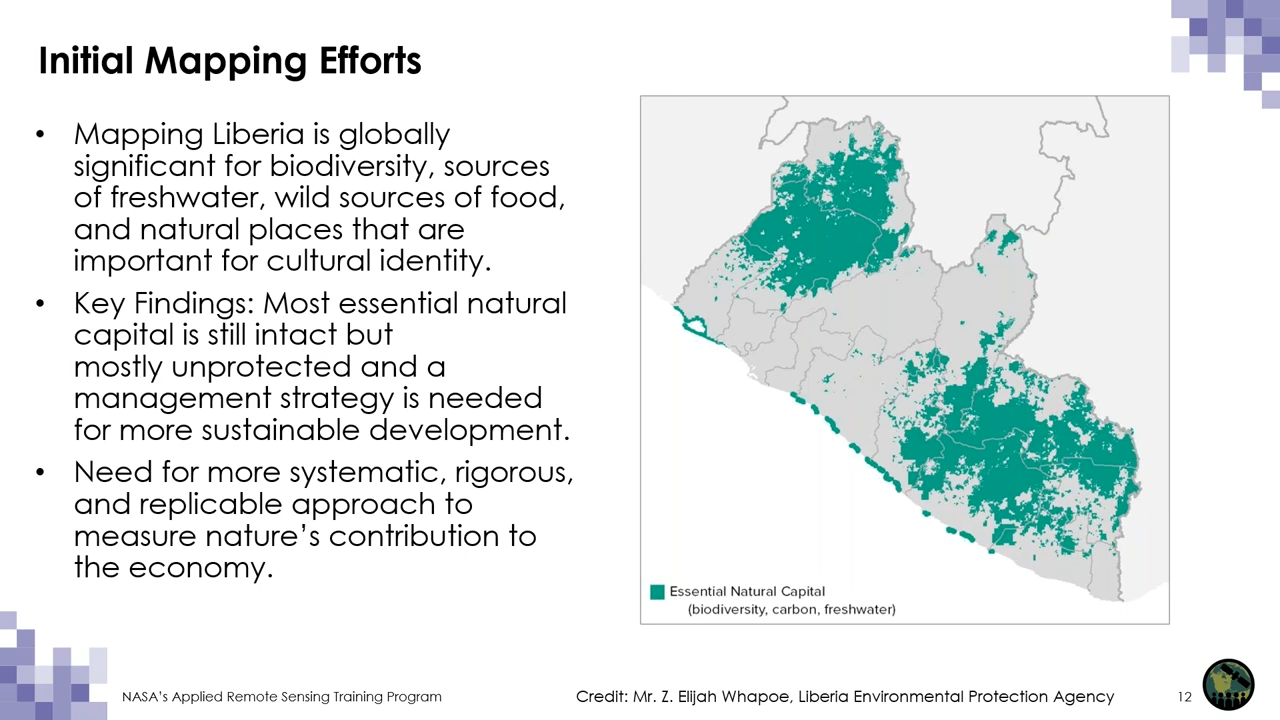 Initial Mapping Efforts
• Mapping Liberia is globally
significant for biodiversity, sources
of freshwater, wild sources of food,
and natural places that are
important for cultural identity.
• Key Findings: Most essential natural
capital is still intact but
mostly unprotected and a
management strategy is needed
for more sustainable development.
• Need for more systematic, rigorous,
and replicable approach to
measure nature’s contribution to
the economy.
Essential Natural Capital
(biodiversity, carbon, freshwater)
NASA’s Applied Remote Sensing Training Program
Credit: Mr. Z. Elijah Whapoe, Liberia Environmental Protection Agency
12